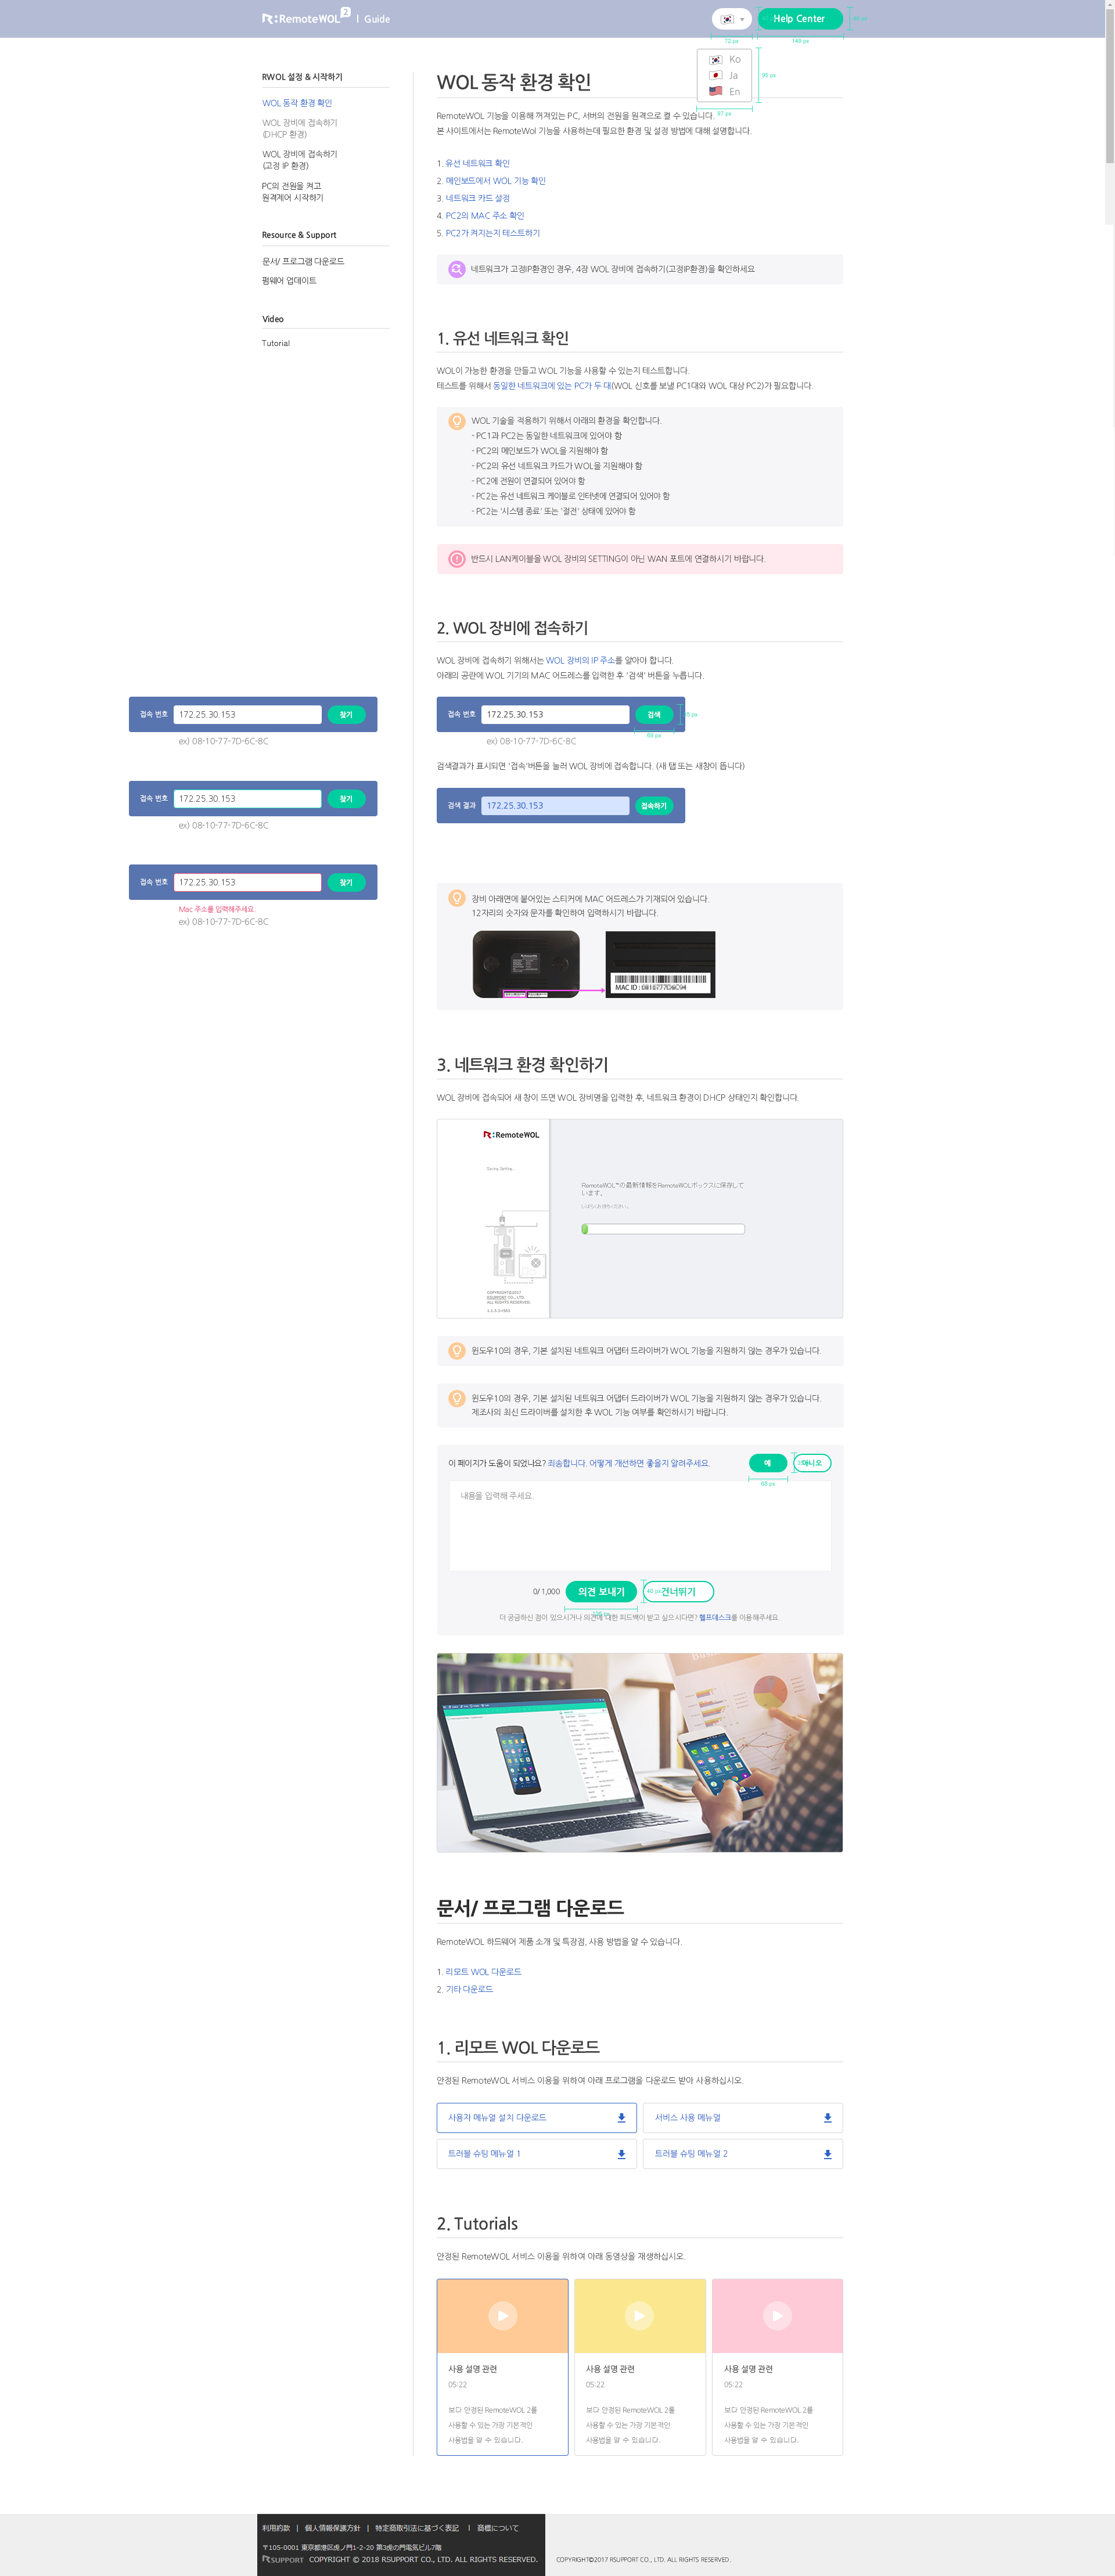 R:RemoteWOL 2 | Guide
Help Center
72 px
149 px
Ko
Ja
En
95 px
97 px
RWOL 설정 & 시작하기
WOL 동작 환경 확인
WOL 장비에 접속하기
(DHCP 환경)
WOL 장비에 접속하기
(고정 IP 환경)
PC의 전원을 켜고
원격제어 시작하기
Resource & Support
문서/ 프로그램 다운로드
펌웨어 업데이트
Video
Tutorial
WOL 동작 환경 확인
RemoteWOL 기능을 이용해 꺼져있는 PC, 서버의 전원을 원격으로 켤 수 있습니다.
본 사이트에서는 RemoteWol 기능을 사용하는데 필요한 환경 및 설정 방법에 대해 설명합니다.
1. 유선 네트워크 확인
2. 메인보드에서 WOL 기능 확인
3. 네트워크 카드 설정
4. PC2의 MAC 주소 확인
5. PC2가 켜지는지 테스트하기
네트워크가 고정IP환경인 경우, 4장 WOL 장비에 접속하기(고정IP환경)을 확인하세요
1. 유선 네트워크 확인
WOL이 가능한 환경을 만들고 WOL 기능을 사용할 수 있는지 테스트합니다.
테스트를 위해서 동일한 네트워크에 있는 PC가 두 대(WOL 신호를 보낼 PC1대와 WOL 대상 PC2)가 필요합니다.
WOL 기술을 적용하기 위해서 아래의 환경을 확인합니다.
- PC1과 PC2는 동일한 네트워크에 있어야 함
- PC2의 메인보드가 WOL을 지원해야 함
- PC2의 유선 네트워크 카드가 WOL을 지원해야 함
- PC2에 전원이 연결되어 있어야 함
- PC2는 유선 네트워크 케이블로 인터넷에 연결되어 있어야 함
- PC2는 '시스템 종료' 또는 '절전' 상태에 있어야 함
반드시 LAN케이블을 WOL 장비의 SETTING이 아닌 WAN 포트에 연결하시기 바랍니다.
2. WOL 장비에 접속하기
WOL 장비에 접속하기 위해서는 WOL 장비의 IP 주소를 알아야 합니다.
아래의 공란에 WOL 기기의 MAC 어드레스를 입력한 후 '검색' 버튼을 누릅니다.
접속 번호 172.25.30.153 찾기
ex) 08-10-77-7D-6C-8C
접속 번호 172.25.30.153 검색
69 px
ex) 08-10-77-7D-6C-8C
검색결과가 표시되면 '접속'버튼을 눌러 WOL 장비에 접속합니다. (새 탭 또는 새창이 뜹니다)
접속 번호 172.25.30.153 찾기
ex) 08-10-77-7D-6C-8C
검색 결과 172.25.30.153 접속하기
접속 번호 172.25.30.153 찾기
Mac 주소를 입력해주세요.
ex) 08-10-77-7D-6C-8C
장비 아래면에 붙어있는 스티커에 MAC 어드레스가 기재되어 있습니다.
12자리의 숫자와 문자를 확인하여 입력하시기 바랍니다.
MAC ID :
3. 네트워크 환경 확인하기
WOL 장비에 접속되어 새 창이 뜨면 WOL 장비명을 입력한 후, 네트워크 환경이 DHCP 상태인지 확인합니다.
R:RemoteWOL
RemoteWOL™の最新情報をRemoteWOLボックスに保存して
います。
COPYRIGHT©2017
RSUPPORT CO., LTD.
ALL RIGHTS RESERVED.
윈도우10의 경우, 기본 설치된 네트워크 어댑터 드라이버가 WOL 기능을 지원하지 않는 경우가 있습니다.
윈도우10의 경우, 기본 설치된 네트워크 어댑터 드라이버가 WOL 기능을 지원하지 않는 경우가 있습니다.
제조사의 최신 드라이버를 설치한 후 WOL 기능 여부를 확인하시기 바랍니다.
이 페이지가 도움이 되었나요? 죄송합니다. 어떻게 개선하면 좋을지 알려주세요. 예 아니오
68 px
내용을 입력해 주세요.
0/ 1,000 의견 보내기 40 px 건너뛰기
더 궁금하신 점이 있으시거나 의견에 대한 피드백이 받고 싶으시다면? 헬프데스크를 이용해주세요.
문서/ 프로그램 다운로드
RemoteWOL 하드웨어 제품 소개 및 특장점, 사용 방법을 알 수 있습니다.
1. 리모트 WOL 다운로드
2. 기타 다운로드
1. 리모트 WOL 다운로드
안정된 RemoteWOL 서비스 이용을 위하여 아래 프로그램을 다운로드 받아 사용하십시오.
사용자 메뉴얼 설치 다운로드
서비스 사용 메뉴얼
트러블 슈팅 메뉴얼 1
트러블 슈팅 메뉴얼 2
2. Tutorials
안정된 RemoteWOL 서비스 이용을 위하여 아래 동영상을 재생하십시오.
사용 설명 관련
05:22
보다 안정된 RemoteWOL 2를
사용할 수 있는 가장 기본적인
사용법을 알 수 있습니다.
사용 설명 관련
05:22
보다 안정된 RemoteWOL 2를
사용할 수 있는 가장 기본적인
사용법을 알 수 있습니다.
사용 설명 관련
05:22
보다 안정된 RemoteWOL 2를
사용할 수 있는 가장 기본적인
사용법을 알 수 있습니다.
利用約款 | 個人情報保護方針 | 特定商取引法に基づく表記 | 商標について
〒105-0001 東京都港区虎ノ門1-2-20 第3虎の門電気ビル7階
RSUPPORT COPYRIGHT © 2018 RSUPPORT CO., LTD. ALL RIGHTS RESERVED.
COPYRIGHT©2017 RSUPPORT CO., LTD. ALL RIGHTS RESERVED.